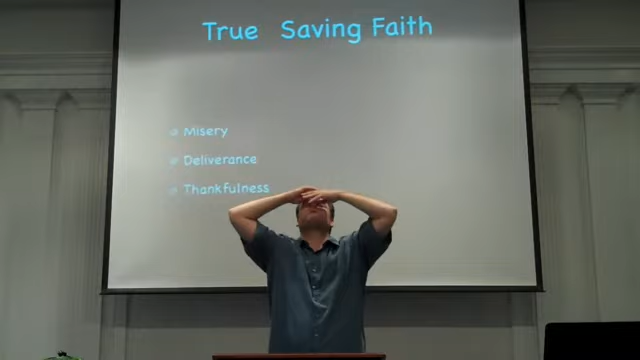 True Saving Faith
Misery
Deliverance
Thankfulness